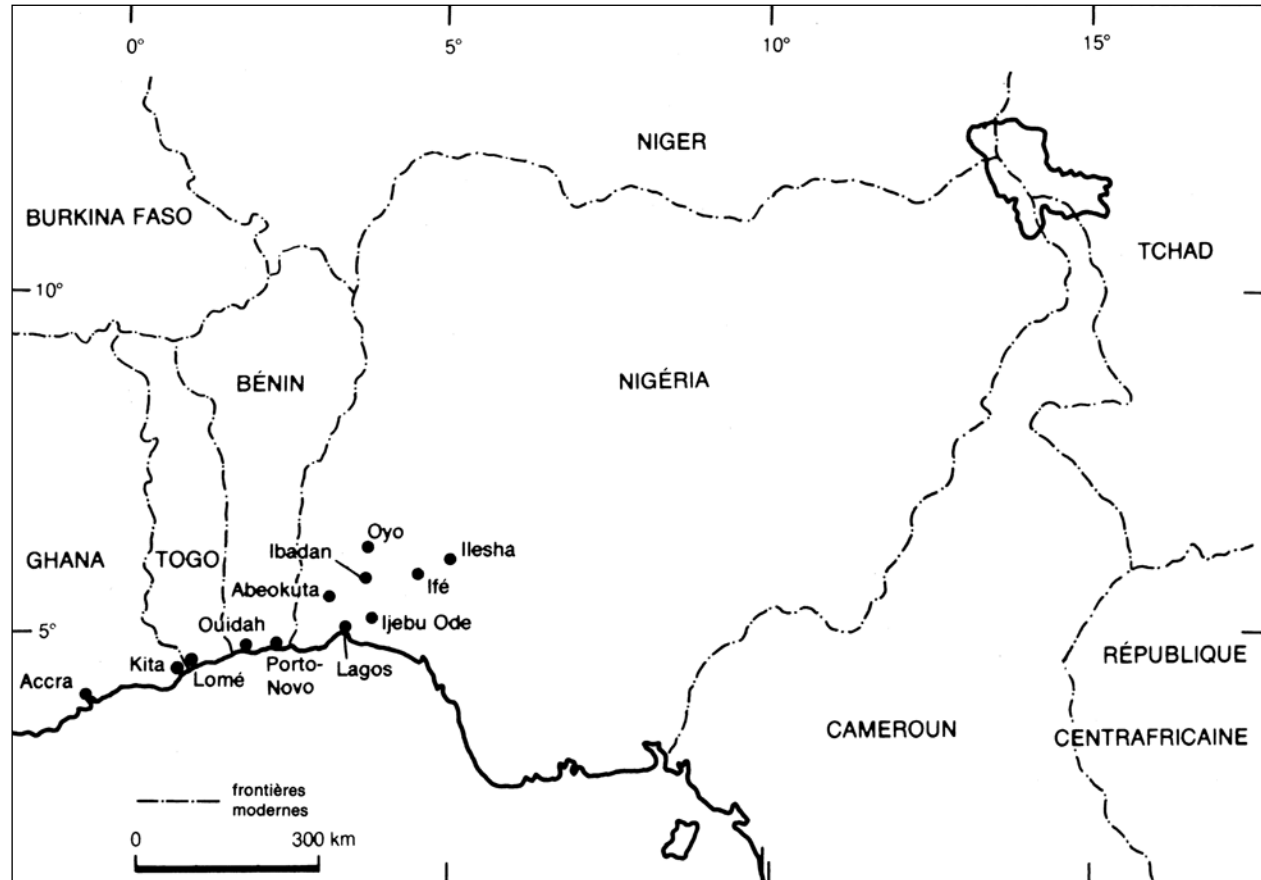 0°
5°
10°
15°
NIGER
BURKINA FASO
TCHAD
10°
BÉNIN
NIGÉRIA
Oyo
Ilesha
Ibadan
GHANA
TOGO
Ifé
Abeokuta
Ouidah
Ijebu Ode
5°
Kita
Lomé
Porto-
Novo
Lagos
Accra
RÉPUBLIQUE
CAMEROUN
CENTRAFRICAINE
frontières
modernes
0
300 km